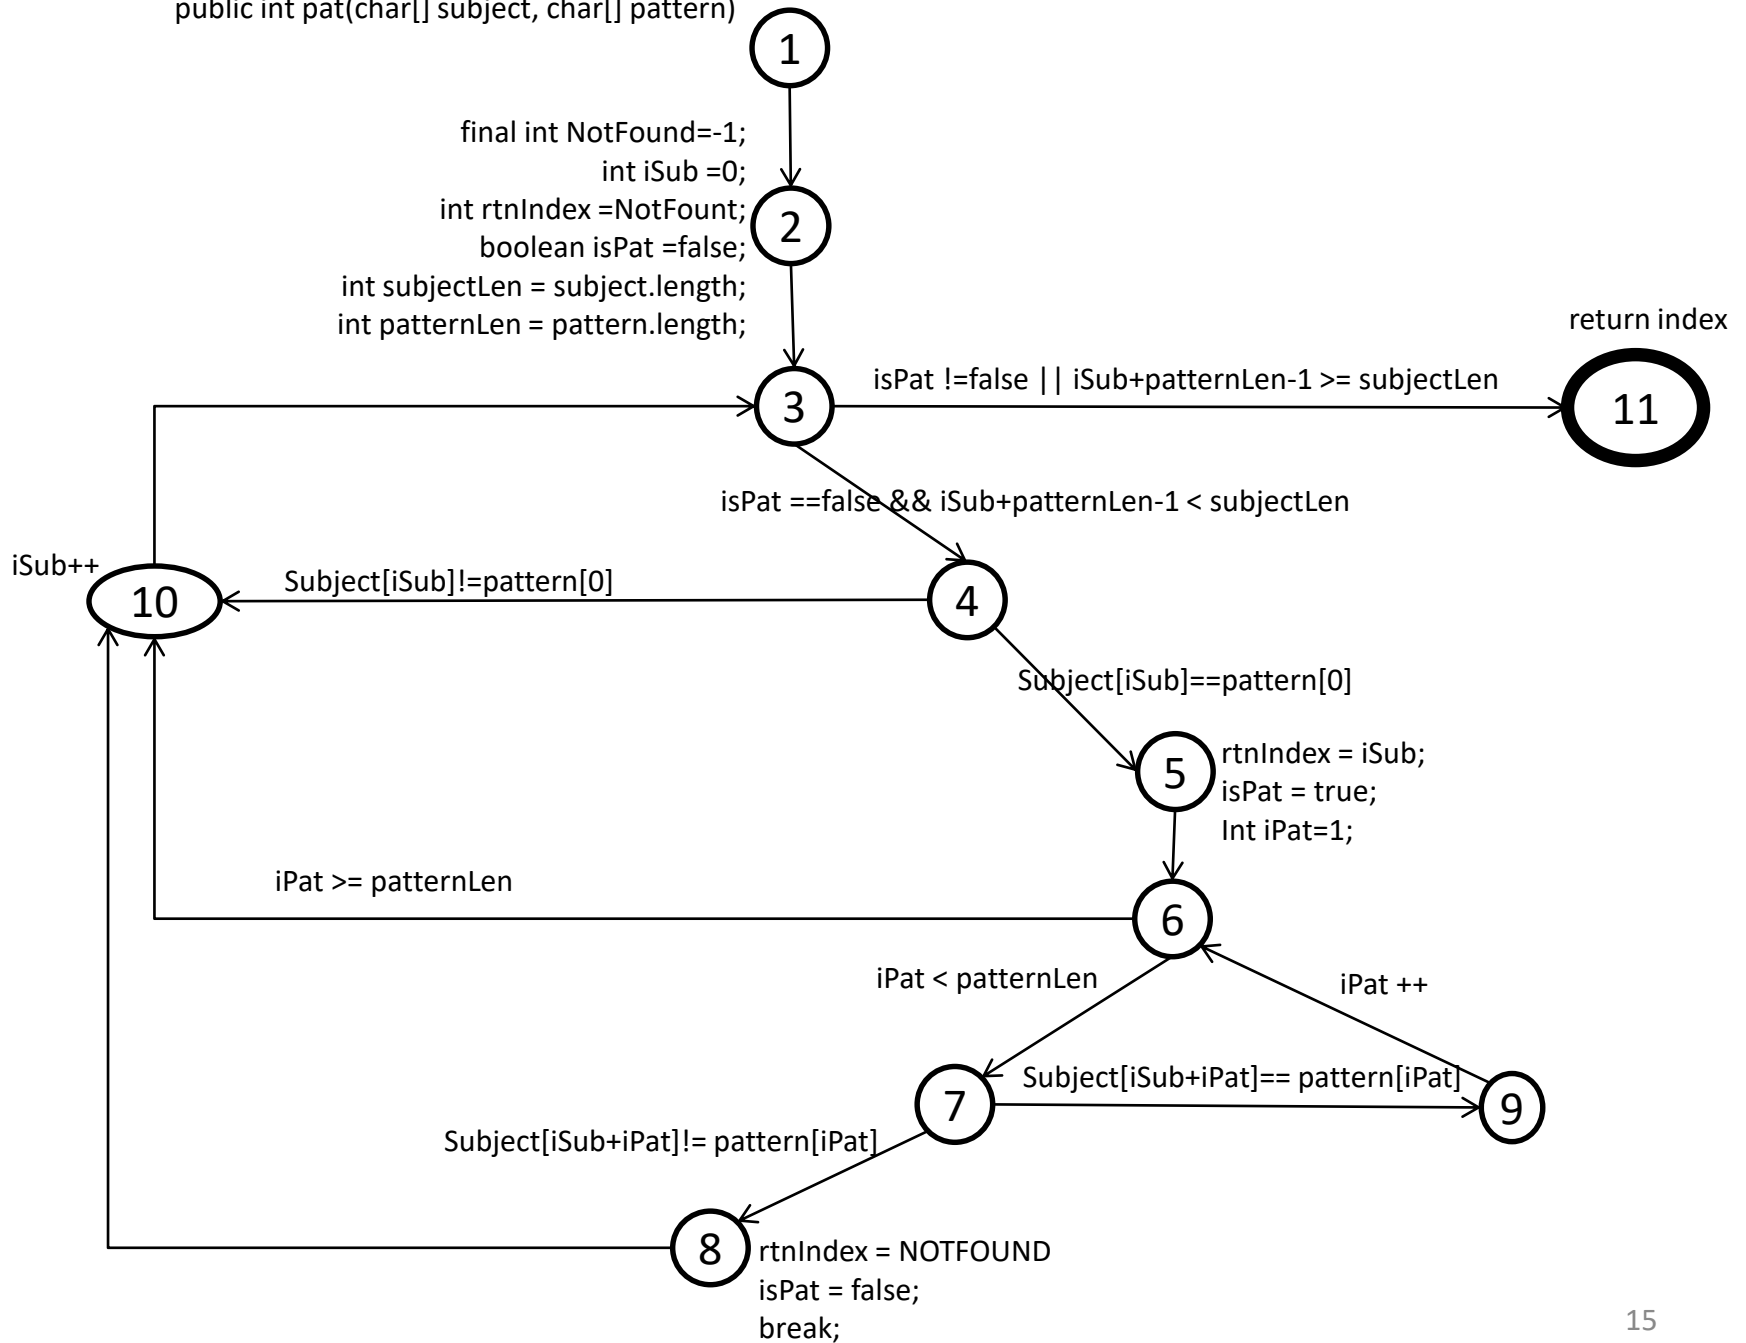 public int pat(char[] subject, char[] pattern)
1
final int NotFound=-1;
int iSub =0;
int rtnIndex =NotFount;
boolean isPat =false;
int subjectLen = subject.length;
int patternLen = pattern.length;
2
return index
3
isPat !=false || iSub+patternLen-1 >= subjectLen
11
isPat ==false && iSub+patternLen-1 < subjectLen
iSub++
10
Subject[iSub]!=pattern[0]
4
Subject[iSub]==pattern[0]
5
rtnIndex = iSub;
isPat = true;
Int iPat=1;
iPat >= patternLen
6
iPat < patternLen
iPat ++
Subject[iSub+iPat]== pattern[iPat]
7
9
Subject[iSub+iPat]!= pattern[iPat]
8
rtnIndex = NOTFOUND
isPat = false;
break;
15